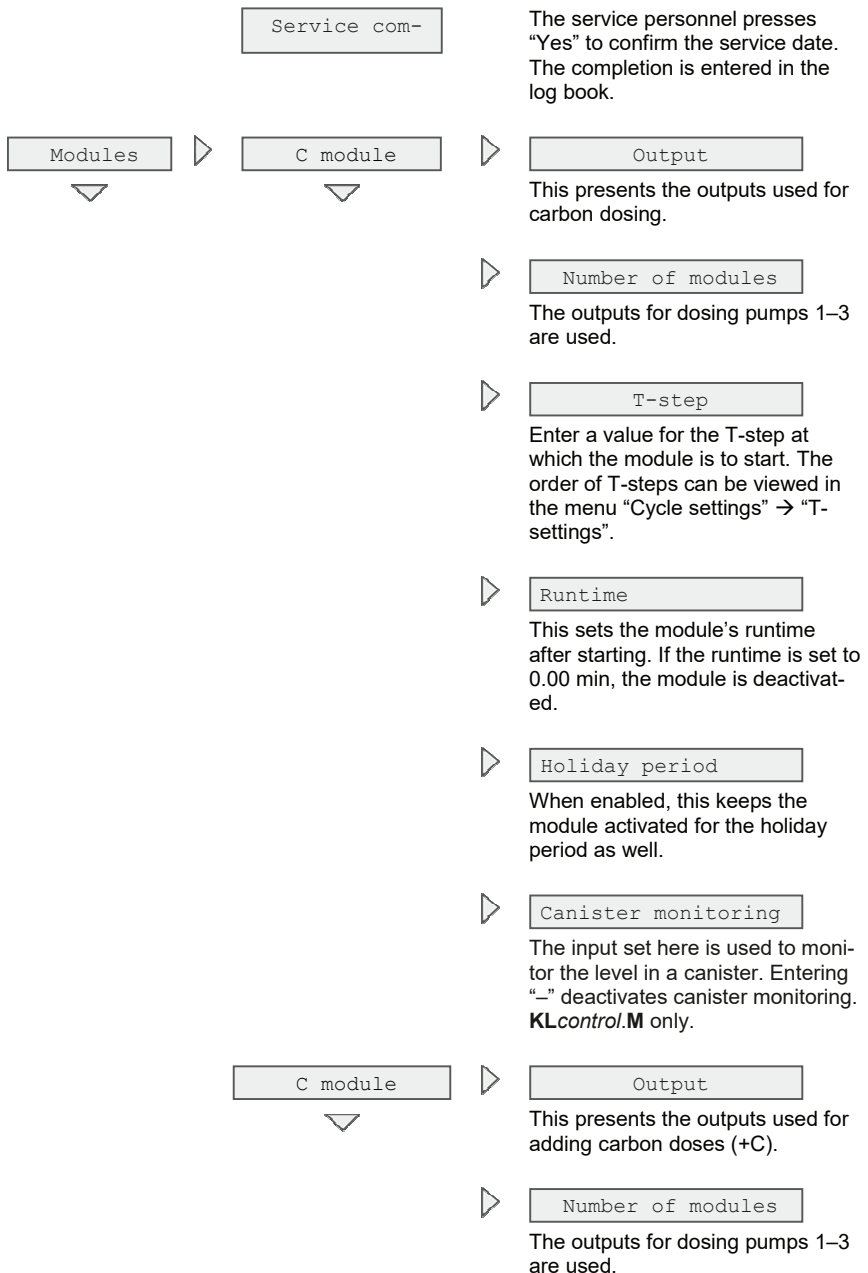 Service com-
The service personnel presses
“Yes” to confirm the service date.
The completion is entered in the
log book.
Modules
C module
Output
This presents the outputs used for
carbon dosing.
Number of modules
The outputs for dosing pumps 1–3
are used.
T-step
Enter a value for the T-step at
which the module is to start. The
order of T-steps can be viewed in
the menu “Cycle settings” → “T-
settings”.
Runtime
This sets the module’s runtime
after starting. If the runtime is set to
0.00 min, the module is deactivat-
ed.
Holiday period
When enabled, this keeps the
module activated for the holiday
period as well.
Canister monitoring
The input set here is used to moni-
tor the level in a canister. Entering
“–” deactivates canister monitoring.
KLcontrol.M only.
C module
Output
This presents the outputs used for
adding carbon doses (+C).
Number of modules
The outputs for dosing pumps 1–3
are used.